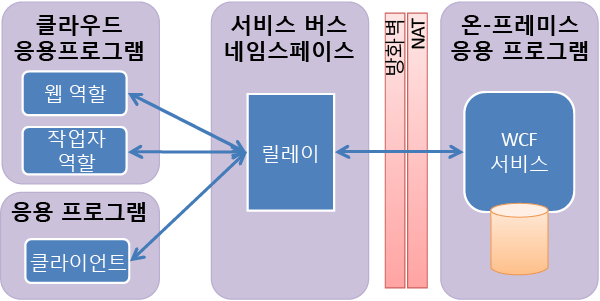 클라우드
응용프로그램
웹 역할
작업자
역할
응용 프로그램
클라이언트
서비스 버스
네임스페이스
릴레이
방화벽
NAT
온-프레미스
응용 프로그램
WCF
서비스